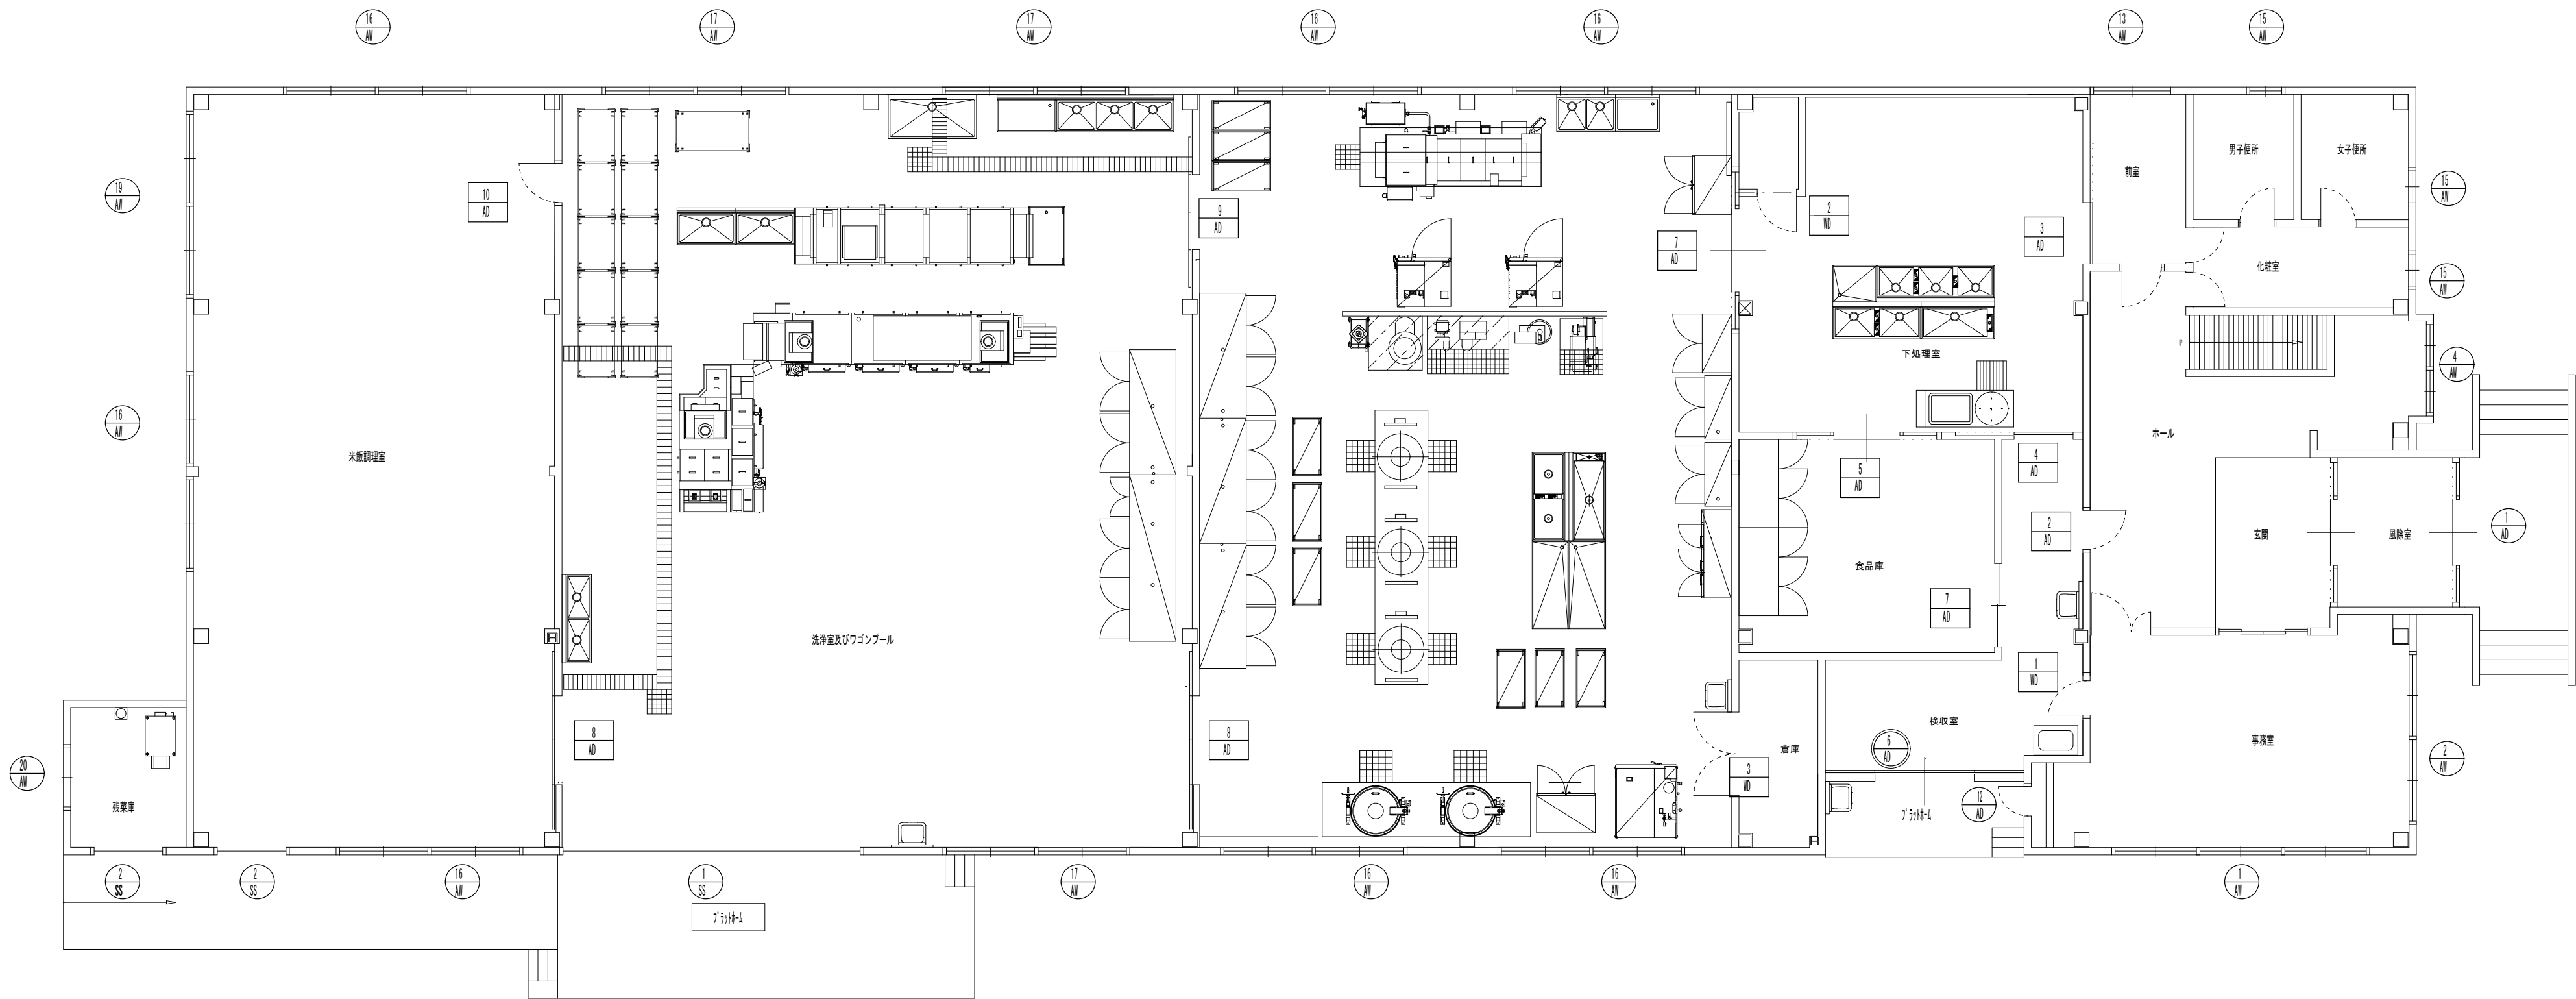 16
AW
17
AW
17
AW
16
AW
16
AW
13
AW
15
AW
19
AW
10
AD
9
AD
7
AD
2
WD
3
AD
前室
男子便所
女子便所
15
AW
化粧室
15
AW
UP
下処理室
4
AW
16
AW
米飯調理室
ホール
5
AD
4
AD
2
AD
玄関
風除室
1
AD
食品庫
7
AD
洗浄室及びワゴンプール
1
WD
8
AD
8
AD
検収室
倉庫
6
AD
事務室
2
AW
20
AW
残菜庫
3
WD
プラットホーム
12
AD
2
SS
2
SS
16
AW
1
SS
17
AW
16
AW
16
AW
1
AW
プラットホーム